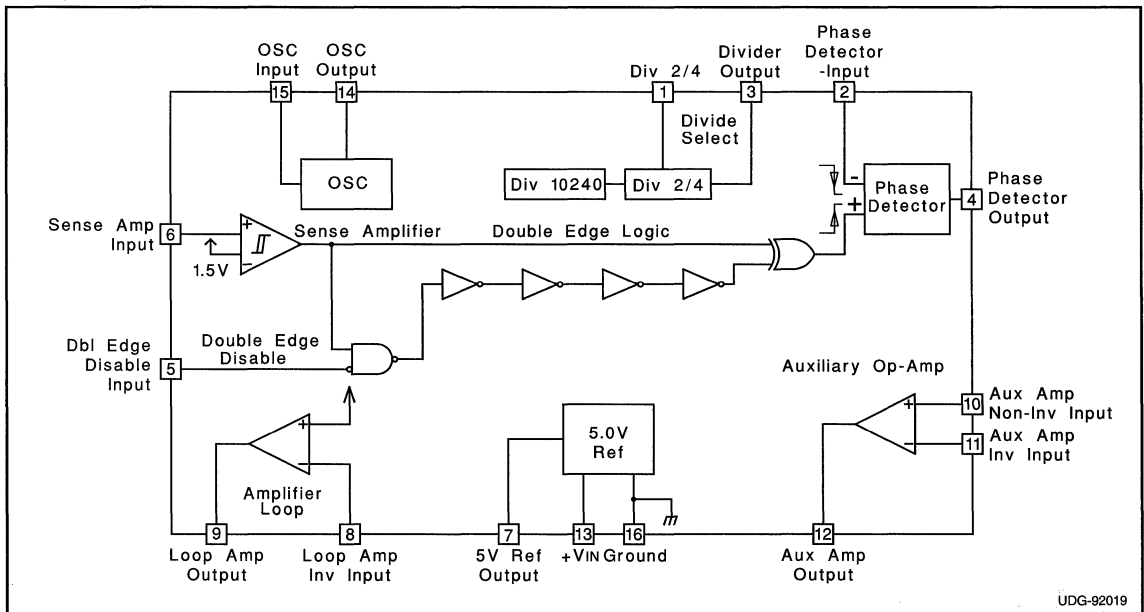 OSC Input
OSC Output
Div 2/4
Divider Output
Phase Detector -Input
15
14
1
3
2
Divide Select
OSC
Div 10240
Div 2/4
-
+
Phase Detector
4
Phase Detector Output
Sense Amp Input
6
+
-
1.5V
Sense Amplifier
Double Edge Logic
Dbl Edge Disable Input
5
Double Edge Disable
Auxiliary Op-Amp
+
-
10
Aux Amp Non-Inv Input
11
Aux Amp Inv Input
+
-
Amplifier Loop
5.0V Ref
9
8
7
13
16
12
Loop Amp Output
Loop Amp Inv Input
5V Ref Output
+VIN
Ground
Aux Amp Output
UDG-92019